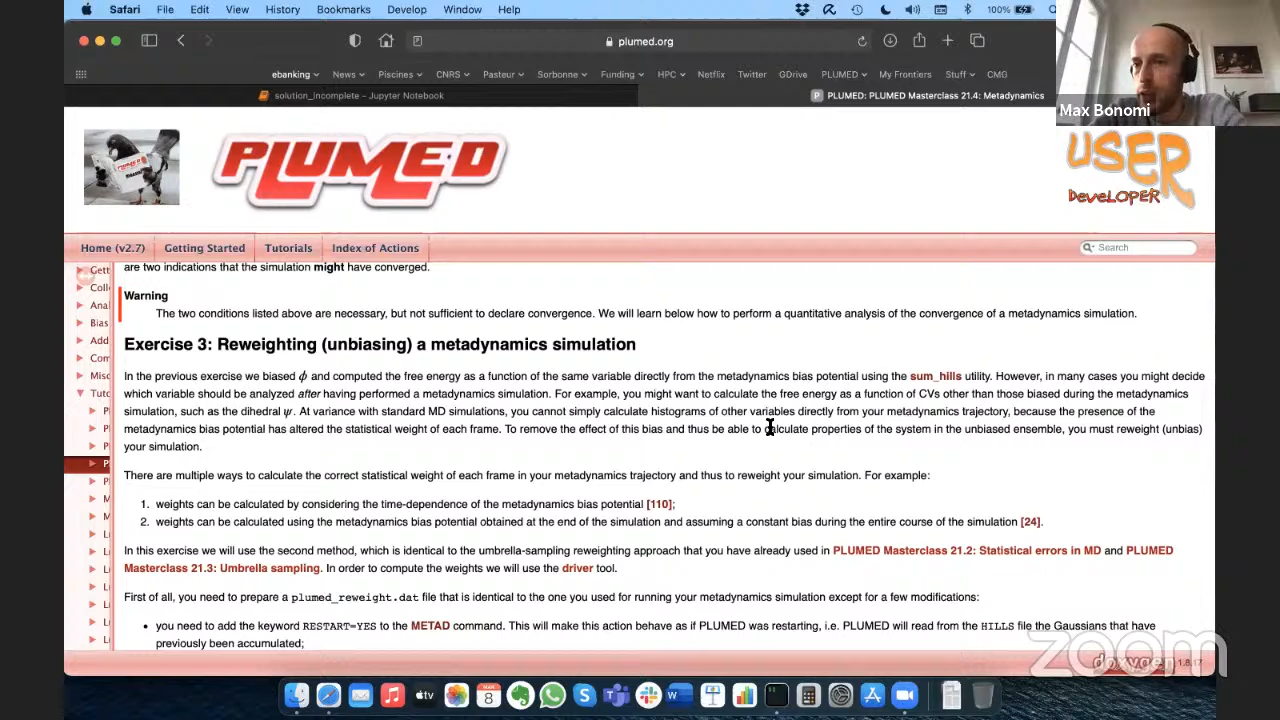 Safari File Edit View History Bookmarks Develop Window Help 100%
plumed.org
ebanking News Piscines CNRS Pasteur Sorbonne Funding HPC Netflix Twitter GDrive PLUMED My Frontiers Stuff CMG
solution_incomplete – Jupyter Notebook
PLUMED: PLUMED Masterclass 21.4: Metadynamics
Max Bonomi
PLUMED
USER
DEVELOPER
Home (v2.7) Getting Started Tutorials Index of Actions
Search
Gett
Coll
Ana
Bias
Add
Com
Misc
Tuto
are two indications that the simulation might have converged.
Warning
The two conditions listed above are necessary, but not sufficient to declare convergence. We will learn below how to perform a quantitative analysis of the convergence of a metadynamics simulation.
Exercise 3: Reweighting (unbiasing) a metadynamics simulation
In the previous exercise we biased ϕ and computed the free energy as a function of the same variable directly from the metadynamics bias potential using the sum_hills utility. However, in many cases you might decide
which variable should be analyzed after having performed a metadynamics simulation. For example, you might want to calculate the free energy as a function of CVs other than those biased during the metadynamics
simulation, such as the dihedral ψ. At variance with standard MD simulations, you cannot simply calculate histograms of other variables directly from your metadynamics trajectory, because the presence of the
metadynamics bias potential has altered the statistical weight of each frame. To remove the effect of this bias and thus be able to calculate properties of the system in the unbiased ensemble, you must reweight (unbias)
your simulation.
There are multiple ways to calculate the correct statistical weight of each frame in your metadynamics trajectory and thus to reweight your simulation. For example:
1. weights can be calculated by considering the time-dependence of the metadynamics bias potential [110];
2. weights can be calculated using the metadynamics bias potential obtained at the end of the simulation and assuming a constant bias during the entire course of the simulation [24].
In this exercise we will use the second method, which is identical to the umbrella-sampling reweighting approach that you have already used in PLUMED Masterclass 21.2: Statistical errors in MD and PLUMED
Masterclass 21.3: Umbrella sampling. In order to compute the weights we will use the driver tool.
First of all, you need to prepare a plumed_reweight.dat file that is identical to the one you used for running your metadynamics simulation except for a few modifications:
• you need to add the keyword RESTART=YES to the METAD command. This will make this action behave as if PLUMED was restarting, i.e. PLUMED will read from the HILLS file the Gaussians that have
previously been accumulated;
zoom
doxygen 1.8.17